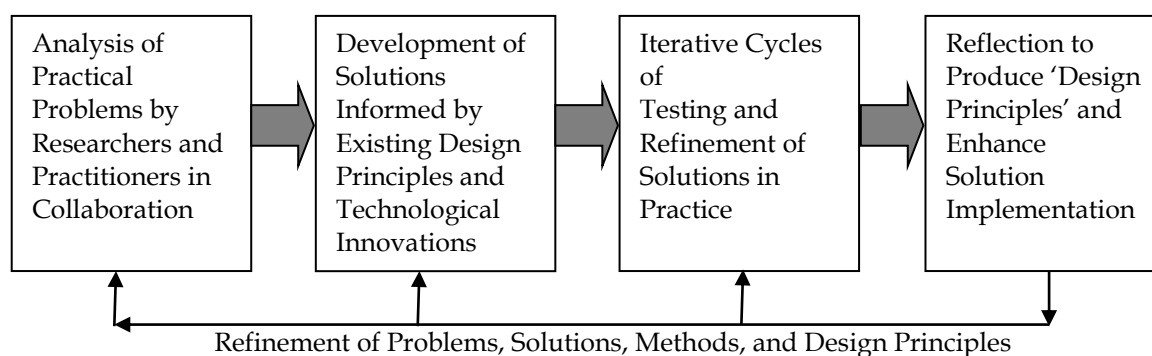 Analysis of
Practical
Problems by
Researchers and
Practitioners in
Collaboration
Development of
Solutions
Informed by
Existing Design
Principles and
Technological
Innovations
Iterative Cycles
of
Testing and
Refinement of
Solutions in
Practice
Reflection to
Produce ‘Design
Principles’ and
Enhance
Solution
Implementation
Refinement of Problems, Solutions, Methods, and Design Principles